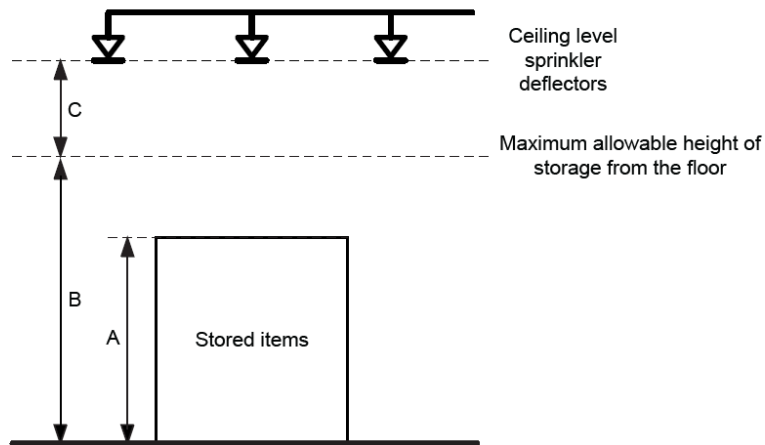 Ceiling level
sprinkler
deflectors
C
Maximum allowable height of
storage from the floor
B
A
Stored items